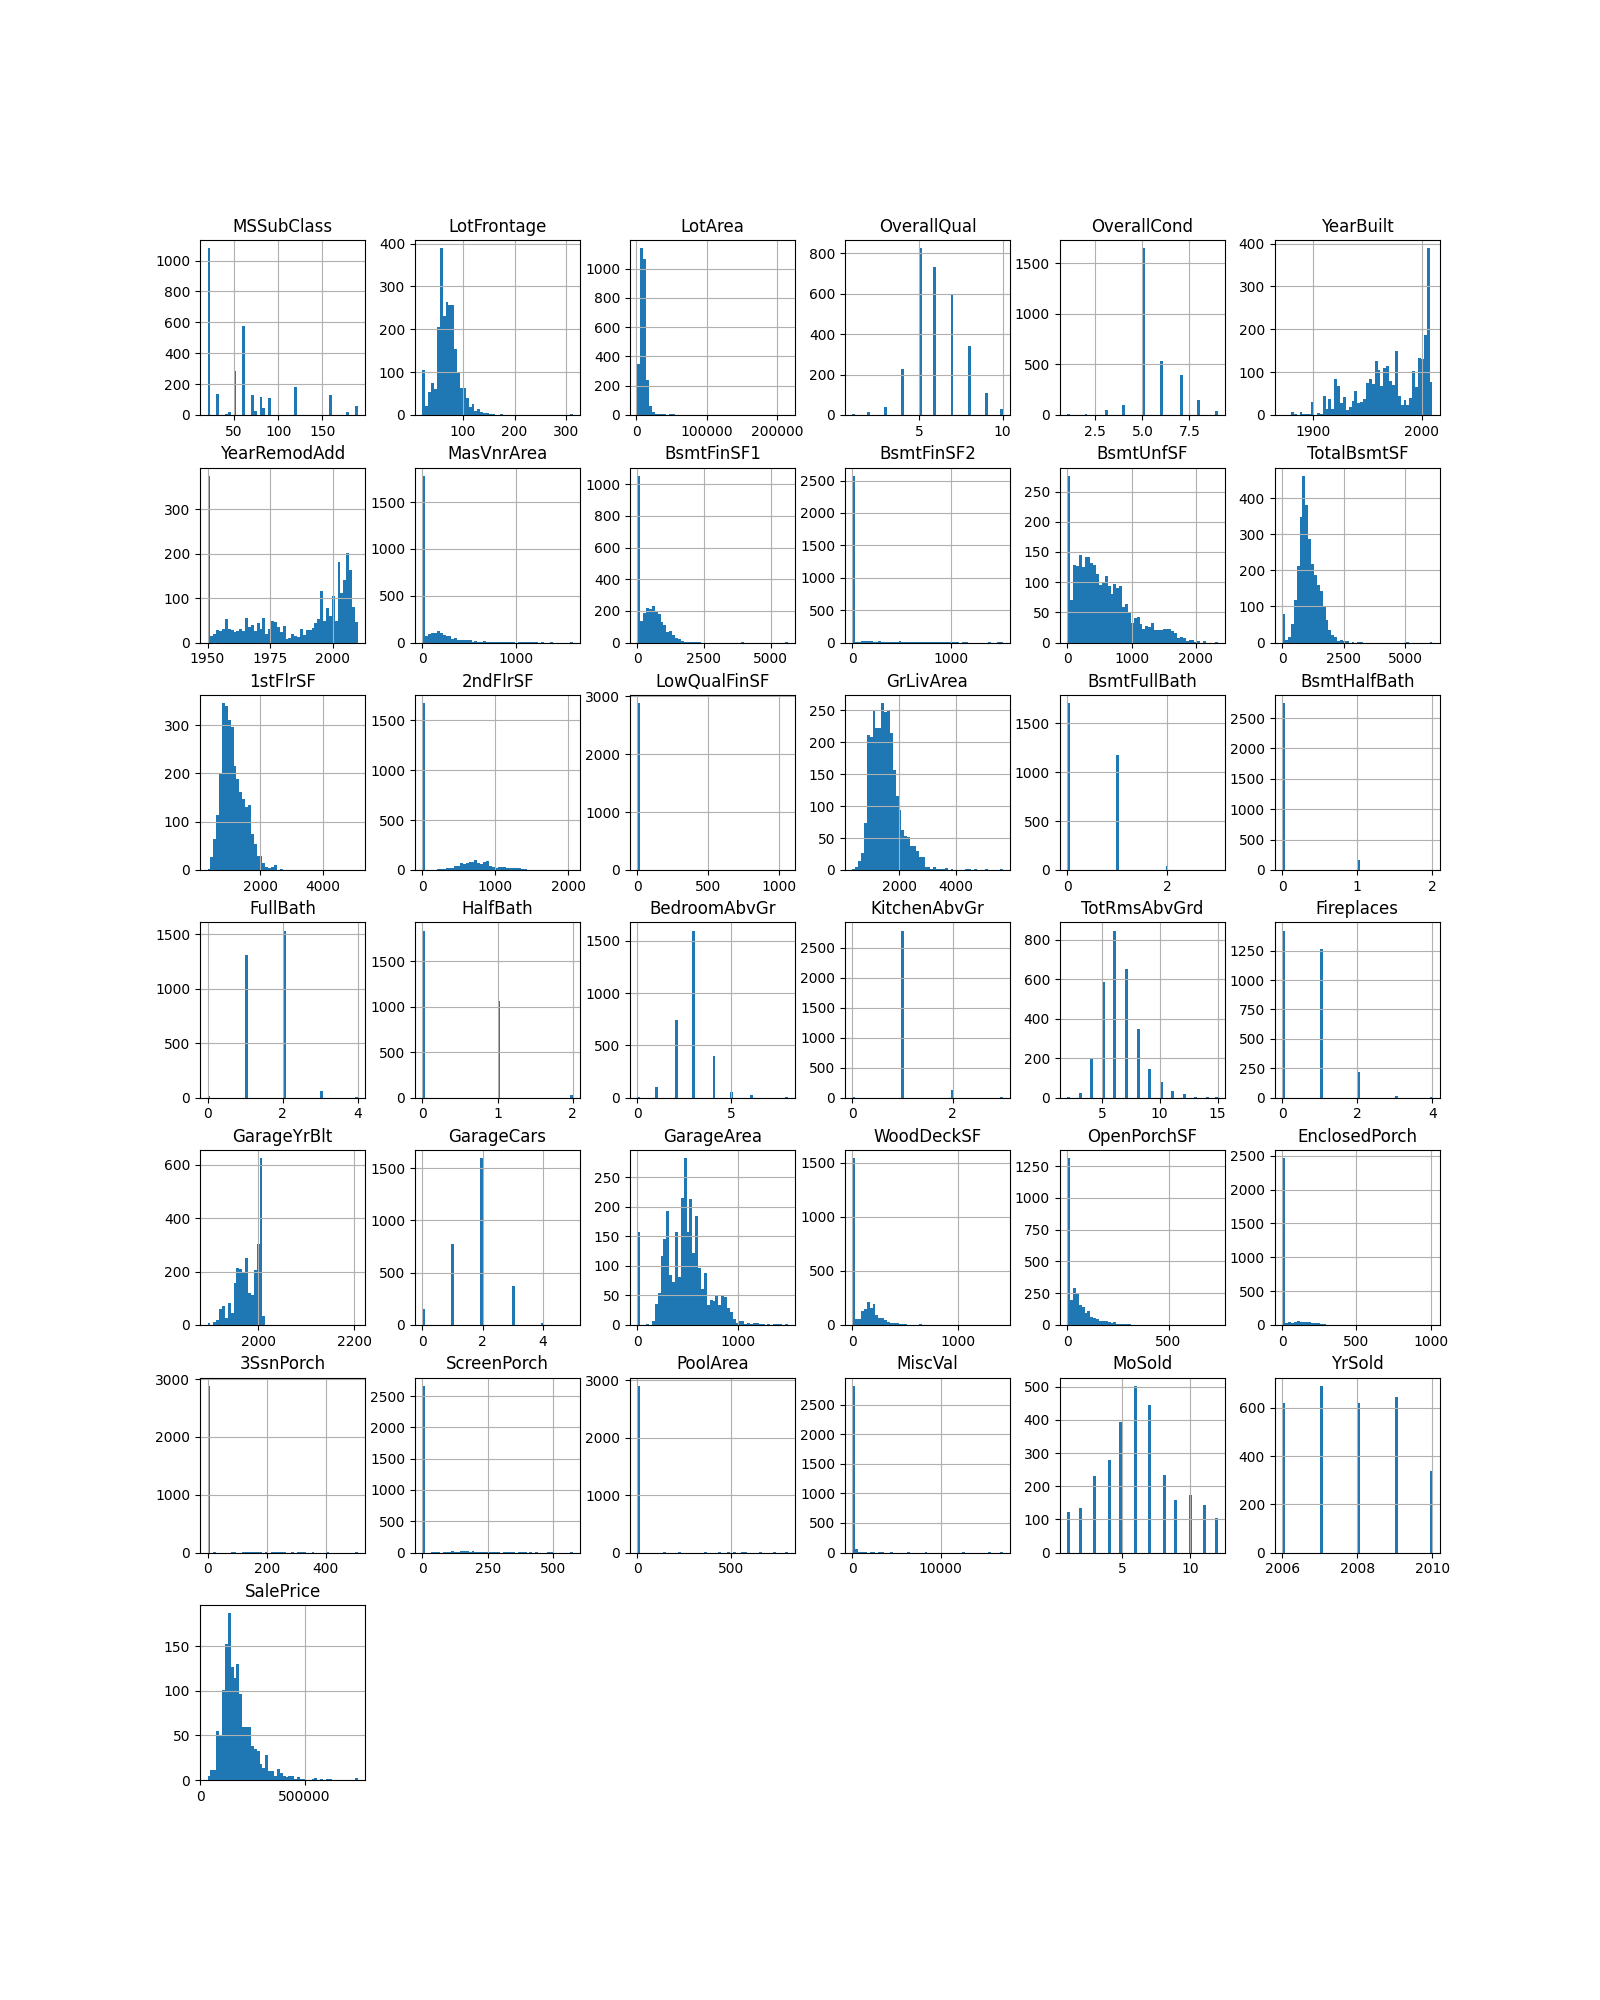 MSSubClass LotFrontage LotArea OverallQual OverallCond YearBuilt
1000 800 600 400 200 0 400 300 200 100 0 1000 800 600 400 200 0 800 600 400 200 0 1500 1000 500 0 400 300 200 100 0
50 100 150 100 200 300 0 100000 200000 5 10 2.5 5.0 7.5 1900 2000
YearRemodAdd MasVnrArea BsmtFinSF1 BsmtFinSF2 BsmtUnfSF TotalBsmtSF
300 200 100 0 1500 1000 500 0 1000 800 600 400 200 0 2500 2000 1500 1000 500 0 250 200 150 100 50 0 400 300 200 100 0
1950 1975 2000 0 1000 0 2500 5000 0 1000 0 1000 2000 0 2500 5000
1stFlrSF 2ndFlrSF LowQualFinSF GrLivArea BsmtFullBath BsmtHalfBath
300 200 100 0 1500 1000 500 0 3000 2500 2000 1500 1000 500 0 250 200 150 100 50 0 1500 1000 500 0 2500 2000 1500 1000 500 0
2000 4000 0 1000 2000 0 500 1000 2000 4000 0 2 0 1 2
FullBath HalfBath BedroomAbvGr KitchenAbvGr TotRmsAbvGrd Fireplaces
1500 1000 500 0 1500 1000 500 0 1500 1000 500 0 2500 2000 1500 1000 500 0 800 600 400 200 0 1250 1000 750 500 250 0
0 2 4 0 1 2 5 0 2 5 10 15 0 2 4
GarageYrBlt GarageCars GarageArea WoodDeckSF OpenPorchSF EnclosedPorch
600 400 200 0 1500 1000 500 0 250 200 150 100 50 0 1500 1000 500 0 1250 1000 750 500 250 0 2500 2000 1500 1000 500 0
2000 2200 0 2 4 0 1000 0 1000 0 500 0 500 1000
3SsnPorch ScreenPorch PoolArea MiscVal MoSold YrSold
3000 2000 1000 0 2500 2000 1500 1000 500 0 3000 2000 1000 0 2500 2000 1500 1000 500 0 500 400 300 200 100 0 600 400 200 0
0 200 400 0 250 500 0 500 0 10000 5 10 2006 2008 2010
SalePrice
150 100 50 0
0 500000